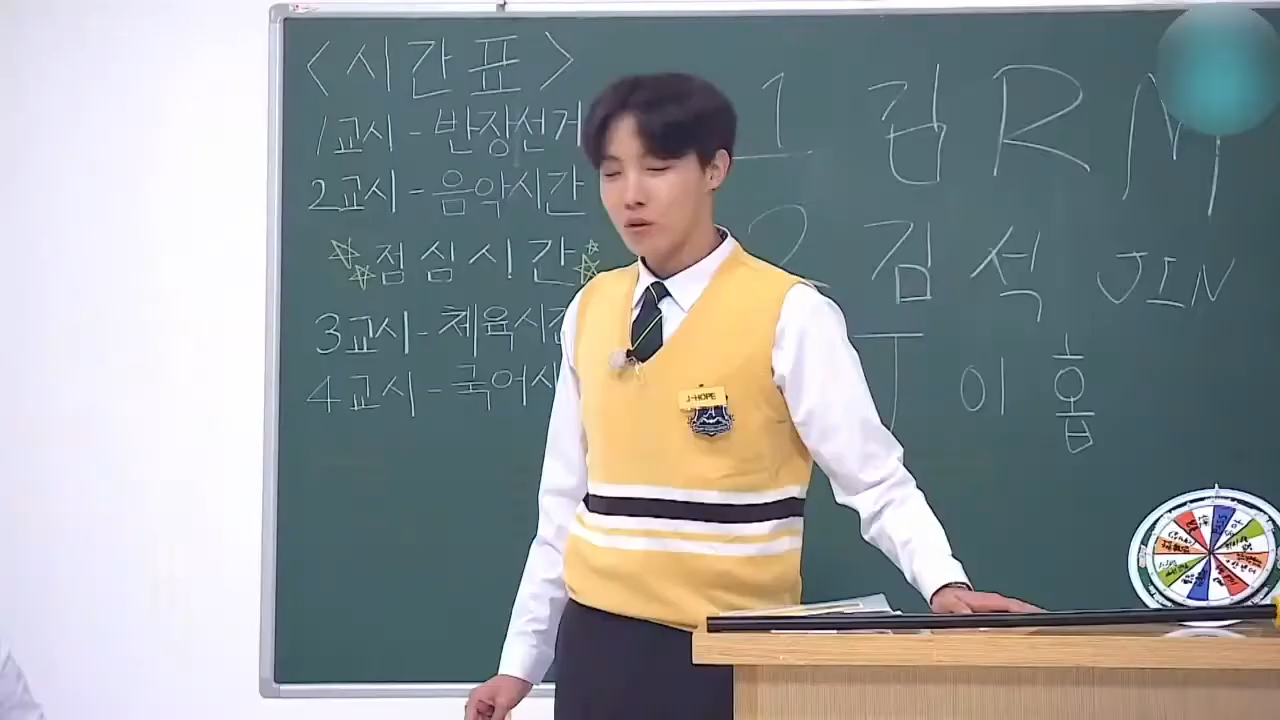 <시간표>
1교시 - 반장선거
2교시 - 음악시간
점심시간
3교시 - 체육시간
4교시 - 국어시
1 김 R M
2 김 석 JIN
J 이 홉
J-HOPE